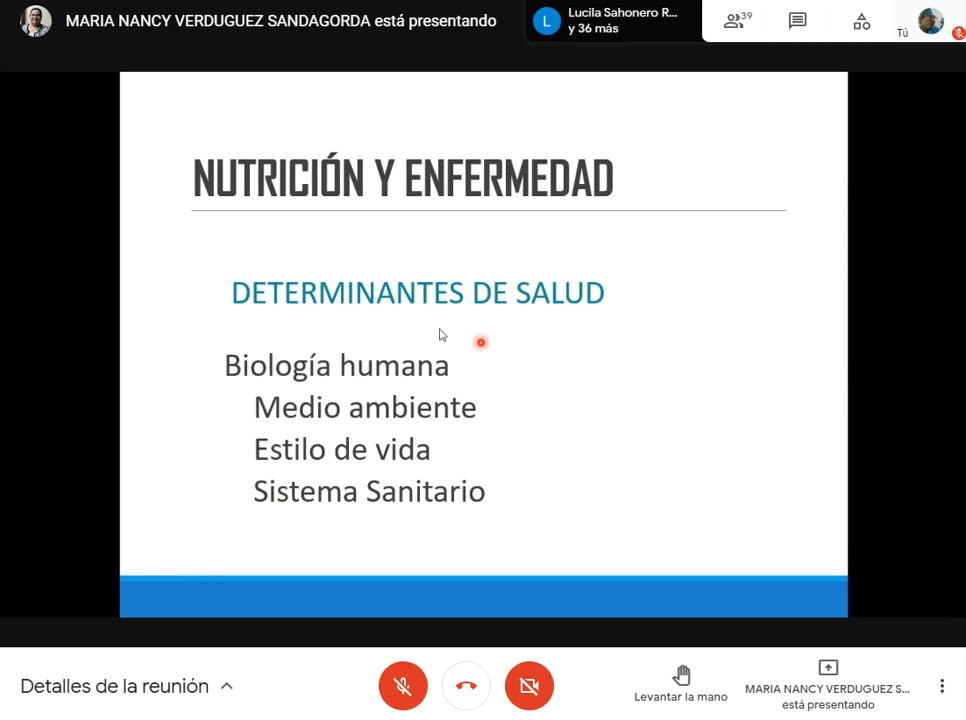 MARIA NANCY VERDUGUEZ SANDAGORDA está presentando
L
Lucila Sahonero R...
y 36 más
39
Tú
NUTRICIÓN Y ENFERMEDAD
DETERMINANTES DE SALUD
Biología humana
Medio ambiente
Estilo de vida
Sistema Sanitario
Detalles de la reunión
Levantar la mano
MARIA NANCY VERDUGUEZ S...
está presentando